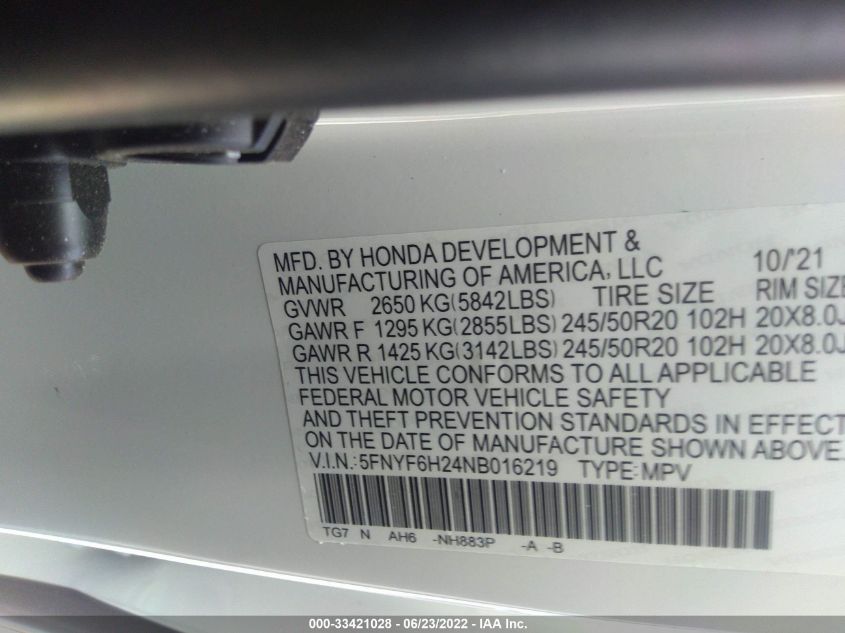 MFD. BY HONDA DEVELOPMENT &
MANUFACTURING OF AMERICA, LLC 10/'21
GVWR 2650 KG(5842LBS) TIRE SIZE RIM SIZE
GAWR F 1295 KG(2855LBS) 245/50R20 102H 20X8.0J
GAWR R 1425 KG(3142LBS) 245/50R20 102H 20X8.0J
THIS VEHICLE CONFORMS TO ALL APPLICABLE
FEDERAL MOTOR VEHICLE SAFETY
AND THEFT PREVENTION STANDARDS IN EFFECT
ON THE DATE OF MANUFACTURE SHOWN ABOVE.
V.I.N.:5FNYF6H24NB016219 TYPE:MPV
TG7 N AH6 -NH883P -A -B
000-33421028 - 06/23/2022 - IAA Inc.